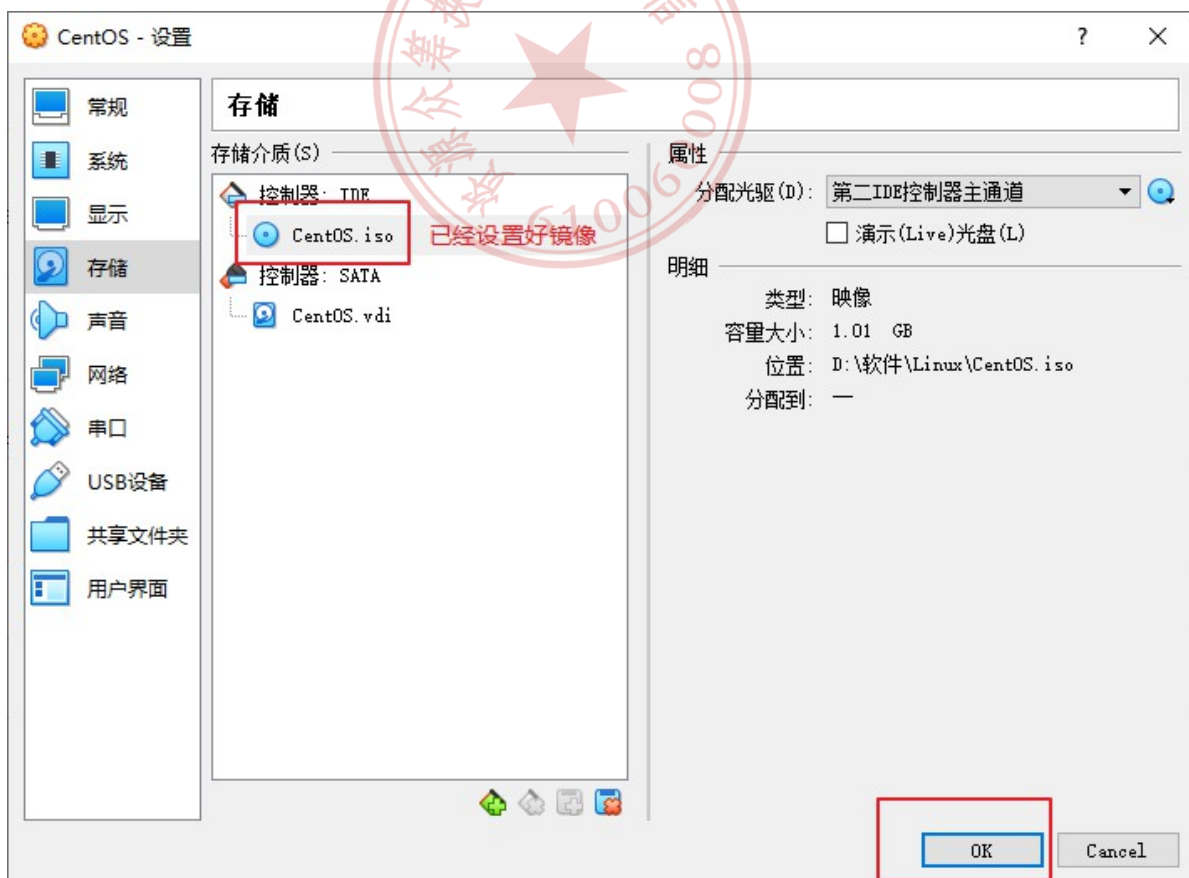 CentOS - 设置
?
常规
系统
显示
存储
声音
网络
串口
USB设备
共享文件夹
用户界面
存储
存储介质(S)
控制器: IDE
CentOS.iso
已经设置好镜像
控制器: SATA
CentOS.vdi
属性
分配光驱(D): 第二IDE控制器主通道
演示(Live)光盘(L)
明细
类型: 映像
容量大小: 1.01 GB
位置: D:\软件\Linux\CentOS.iso
分配到: —
OK
Cancel